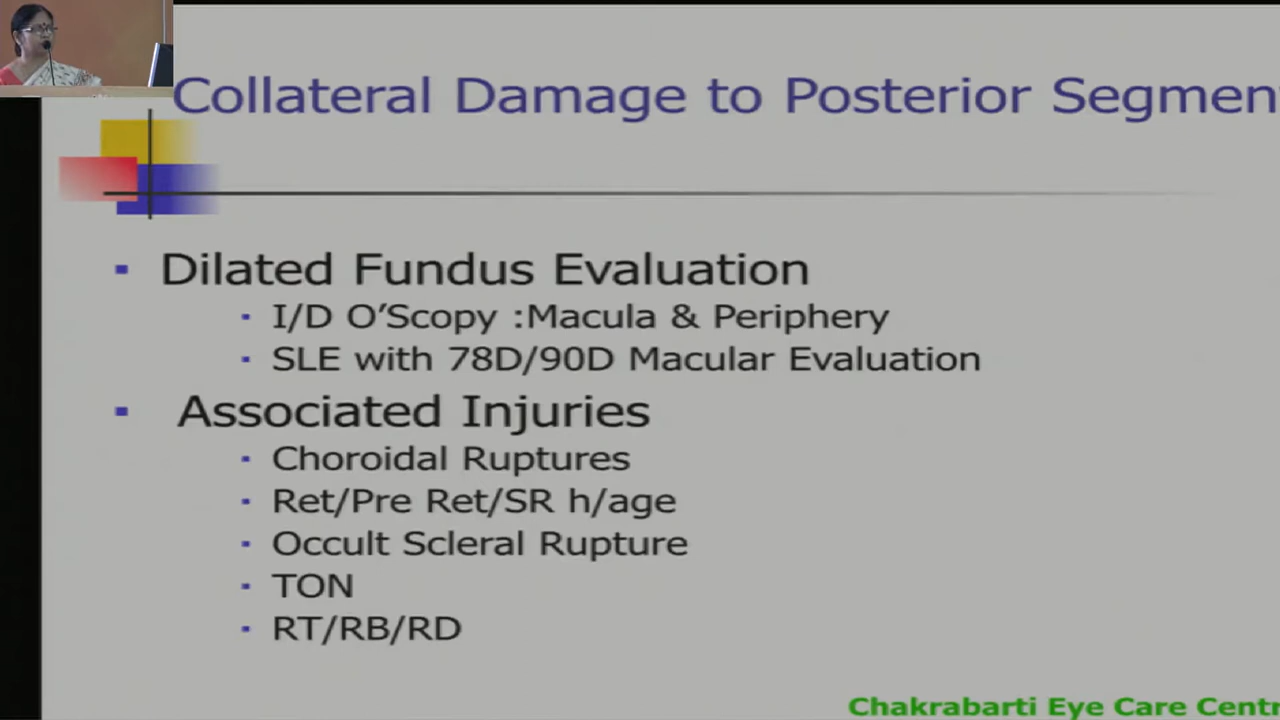 Collateral Damage to Posterior Segmen
Dilated Fundus Evaluation
I/D O'Scopy :Macula & Periphery
SLE with 78D/90D Macular Evaluation
Associated Injuries
Choroidal Ruptures
Ret/Pre Ret/SR h/age
Occult Scleral Rupture
TON
RT/RB/RD
Chakrabarti Eye Care Centr